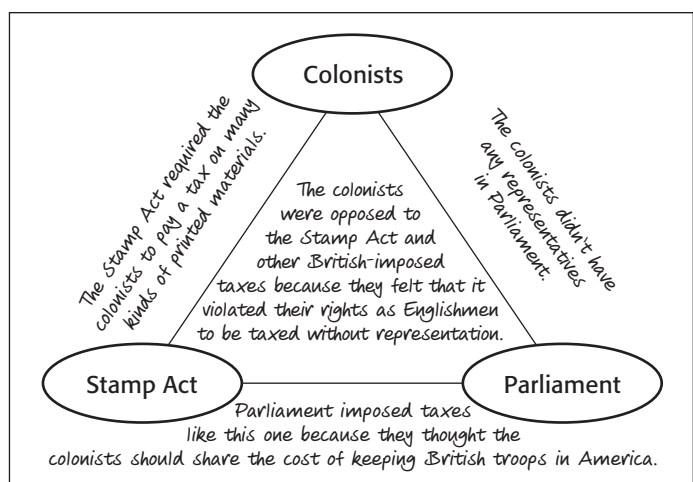 Colonists
The Stamp Act required the
colonists to pay a tax on many
kinds of printed materials.
The colonists didn't have
any representatives
in Parliament.
The colonists
were opposed to
the Stamp Act and
other British-imposed
taxes because they felt that it
violated their rights as Englishmen
to be taxed without representation.
Stamp Act
Parliament
Parliament imposed taxes
like this one because they thought the
colonists should share the cost of keeping British troops in America.